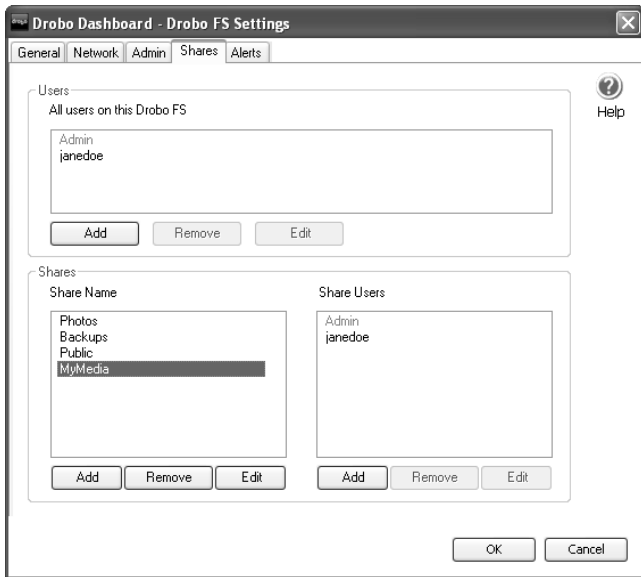 Drobo Dashboard - Drobo FS Settings
General Network Admin Shares Alerts
Help
Users
All users on this Drobo FS
Admin
janedoe
Add Remove Edit
Shares
Share Name
Photos
Backups
Public
MyMedia
Add Remove Edit
Share Users
Admin
janedoe
Add Remove Edit
OK Cancel